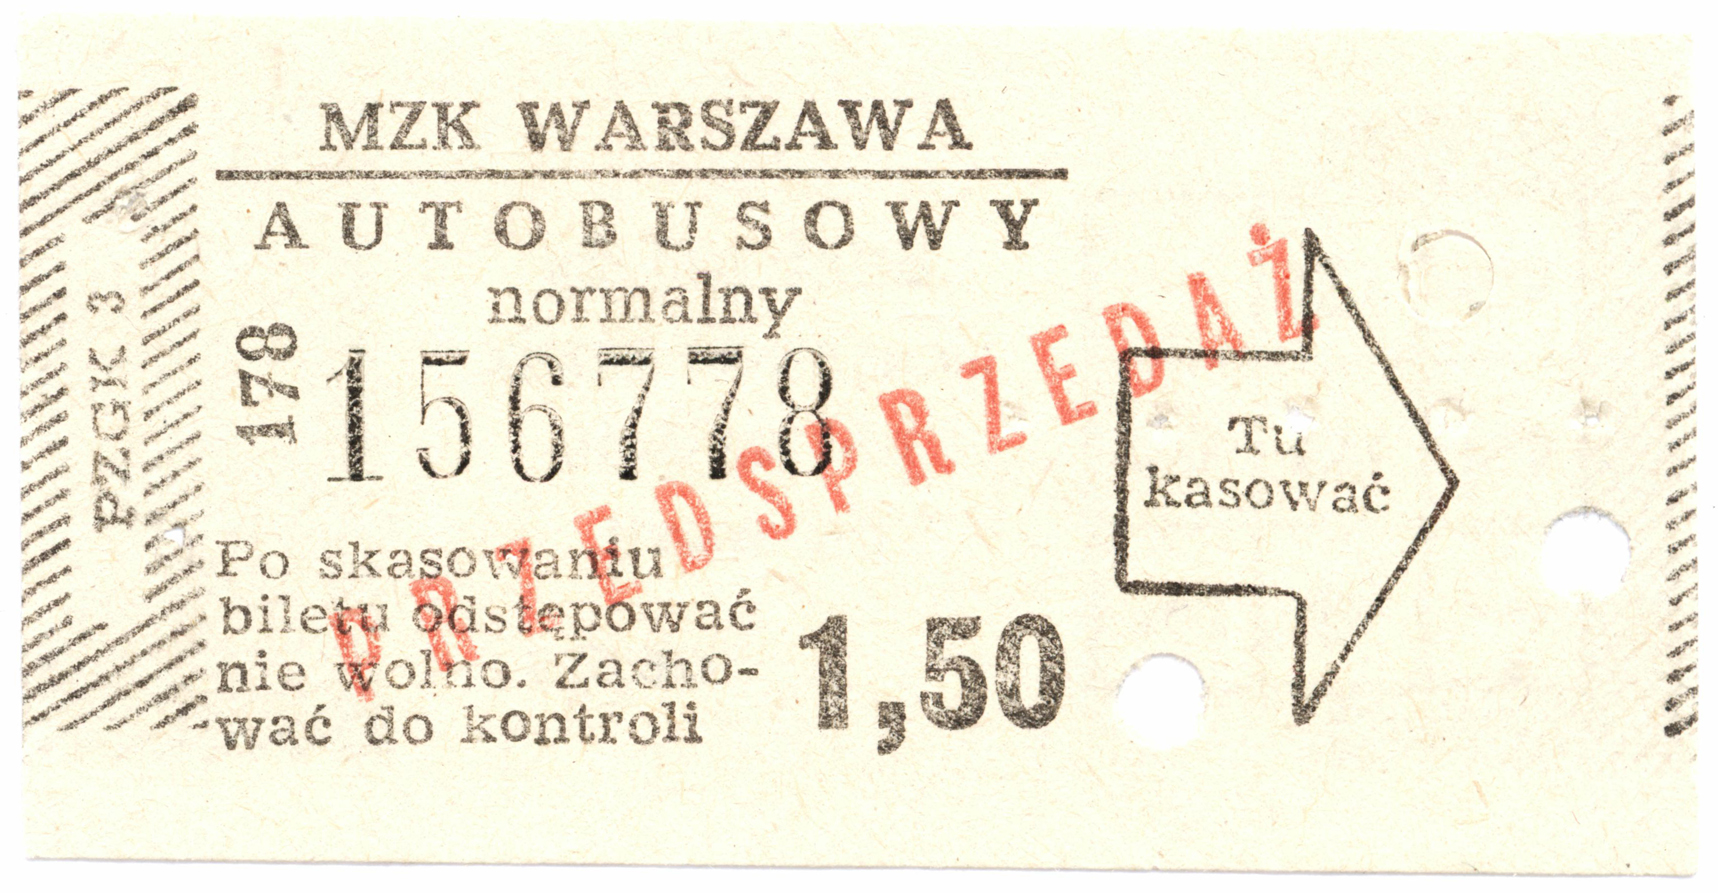 MZK WARSZAWA
AUTOBUSOWY
normalny
PZGK 3
178
156778
PRZEDSPRZEDAŻ
Tu
kasować
Po skasowaniu
biletu odstępować
nie wolno. Zacho-
wać do kontroli
1,50